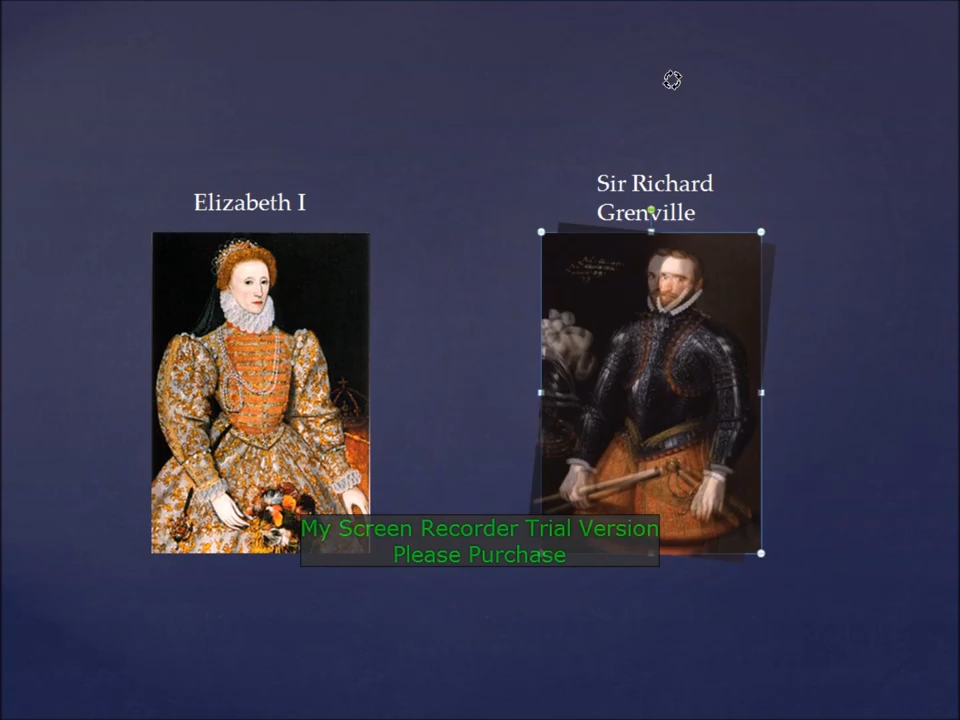 Sir Richard
Elizabeth I
Grenville
My Screen Recorder Trial Version
Please Purchase